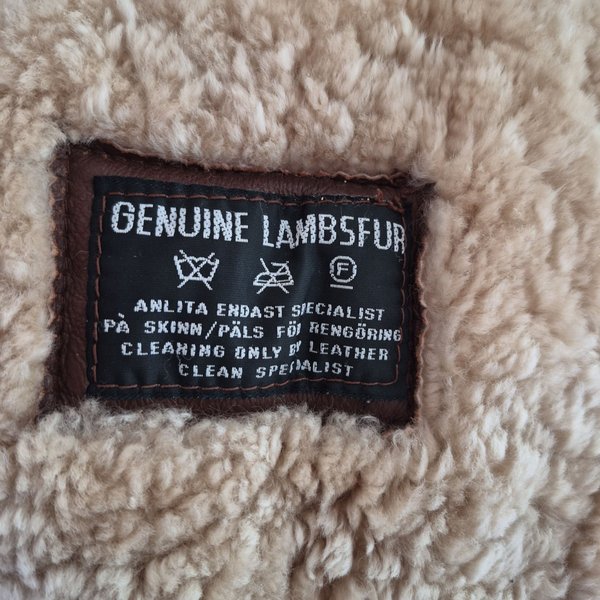 GENUINE LAMBSFUR
F
ANLITA ENDAST SPECIALIST
PÅ SKINN/PÄLS FÖR RENGÖRING
CLEANING ONLY BY LEATHER
CLEAN SPECIALIST